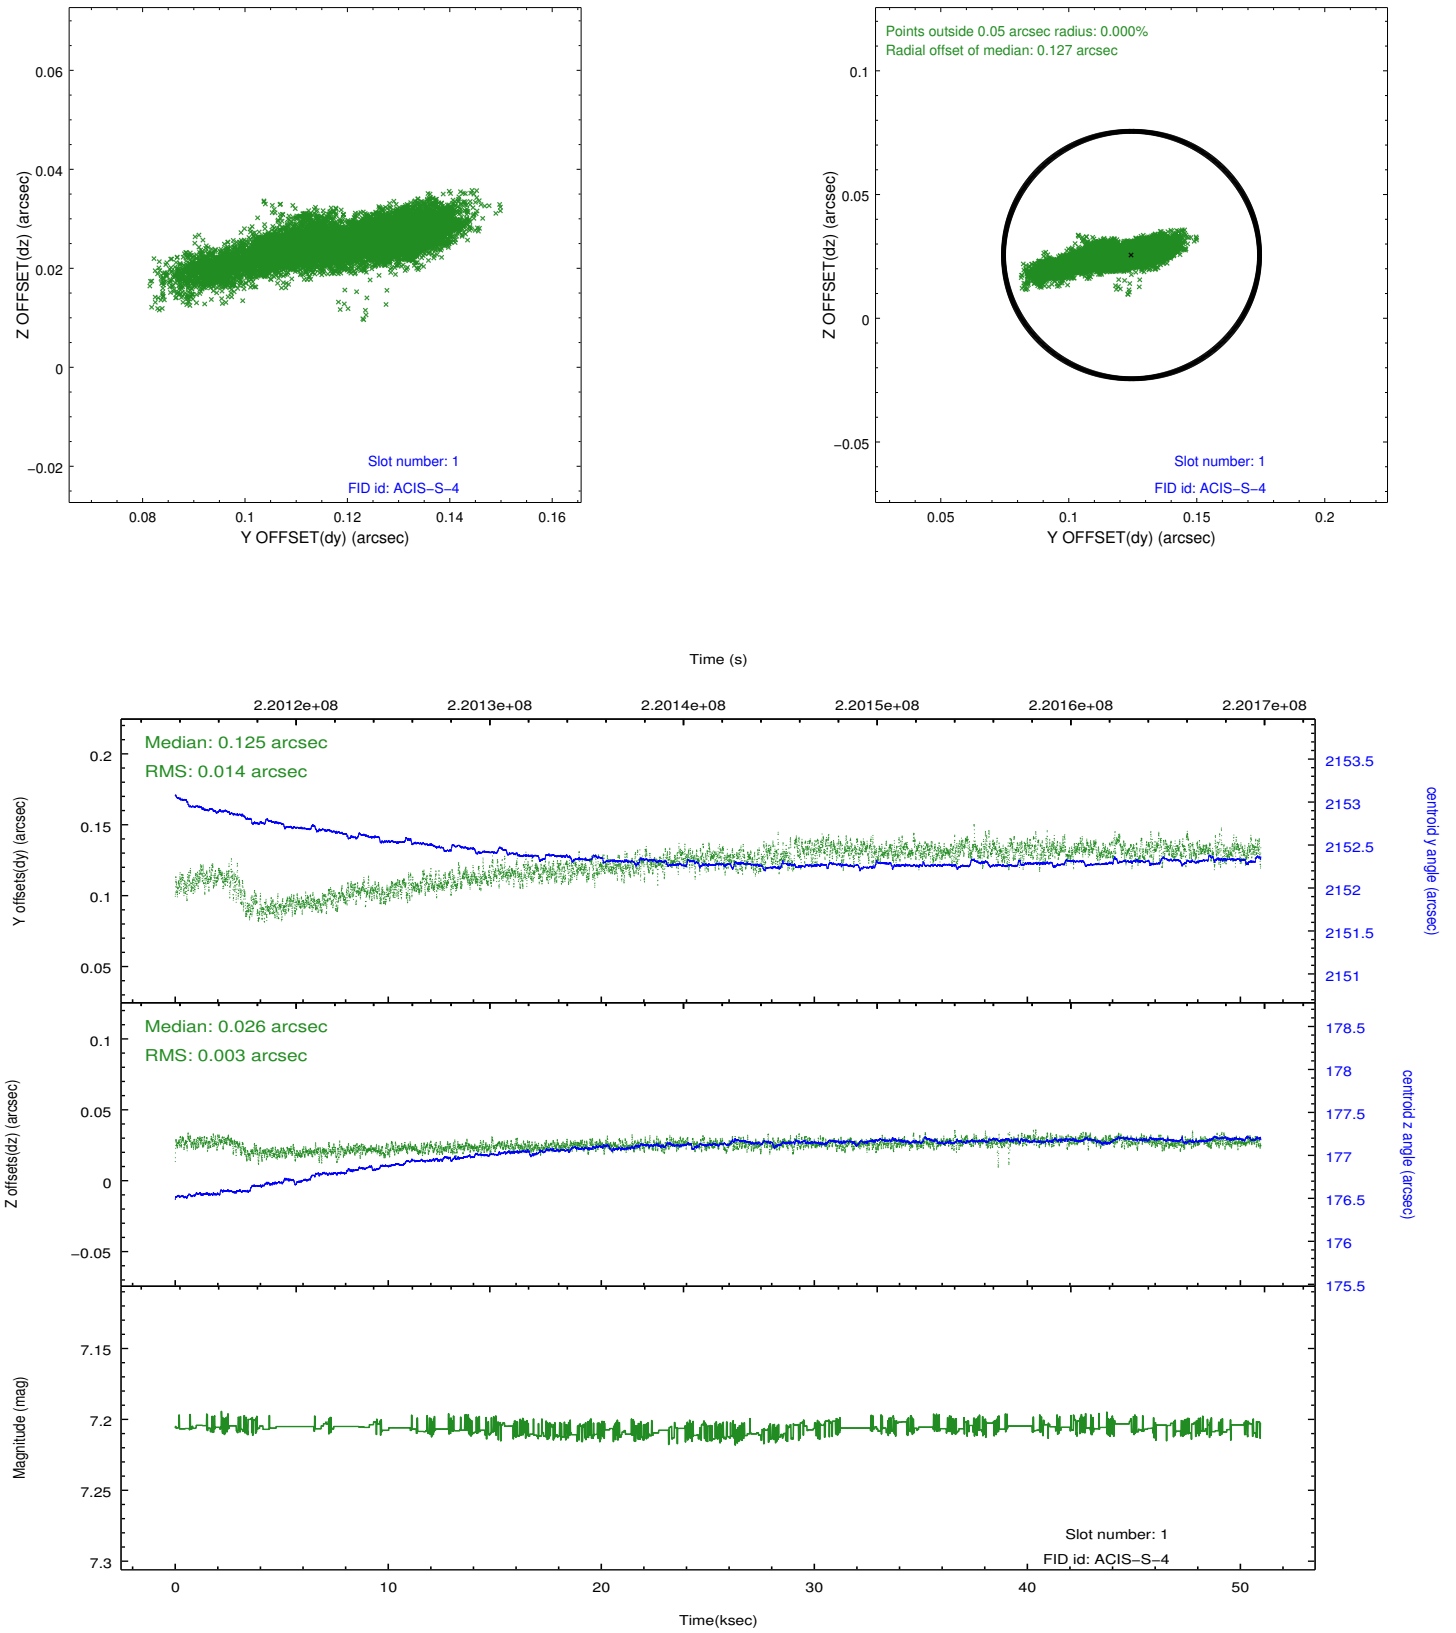 0.06
0.04
0.02
0
−0.02
Z OFFSET(dz) (arcsec)
Slot number: 1
FID id: ACIS−S−4
0.08 0.1 0.12 0.14 0.16
Y OFFSET(dy) (arcsec)
Points outside 0.05 arcsec radius: 0.000%
Radial offset of median: 0.127 arcsec
0.1
0.05
0
−0.05
Z OFFSET(dz) (arcsec)
Slot number: 1
FID id: ACIS−S−4
0.05 0.1 0.15 0.2
Y OFFSET(dy) (arcsec)
Time (s)
2.2012e+08 2.2013e+08 2.2014e+08 2.2015e+08 2.2016e+08 2.2017e+08
Median: 0.125 arcsec
RMS: 0.014 arcsec
0.2
0.15
0.1
0.05
Y offsets(dy) (arcsec)
2153.5
2153
2152.5
2152
2151.5
2151
centroid y angle (arcsec)
Median: 0.026 arcsec
RMS: 0.003 arcsec
0.1
0.05
0
−0.05
Z offsets(dz) (arcsec)
178.5
178
177.5
177
176.5
176
175.5
centroid z angle (arcsec)
7.15
7.2
7.25
7.3
Magnitude (mag)
Slot number: 1
FID id: ACIS−S−4
0 10 20 30 40 50
Time(ksec)